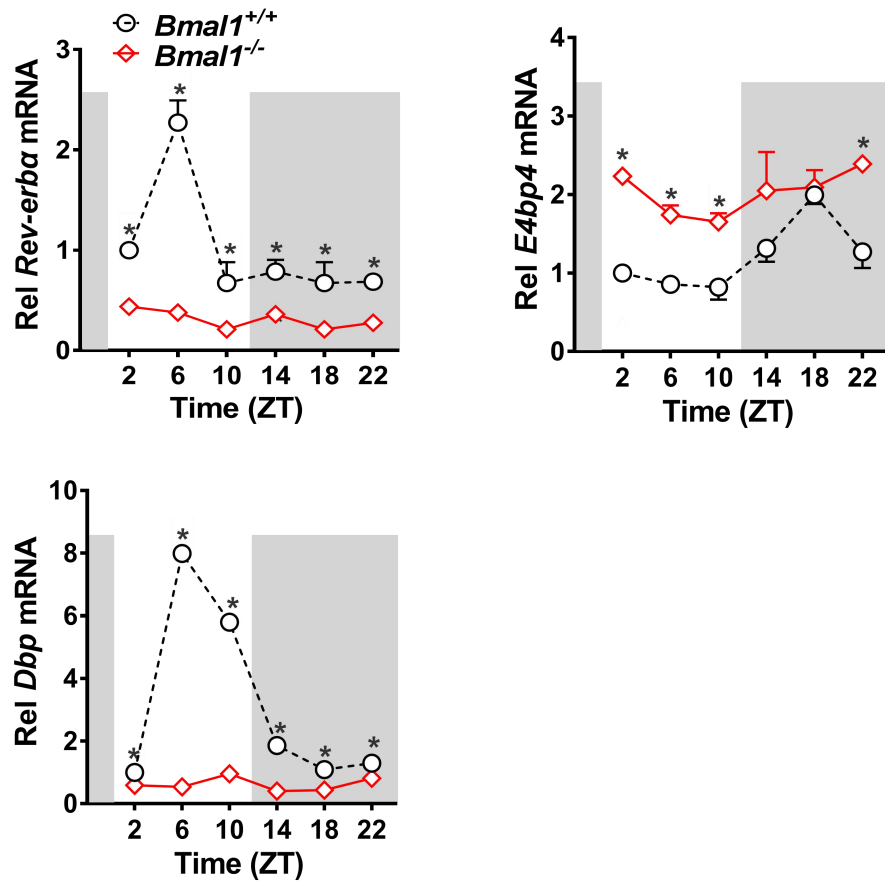 Bmal1+/+
Bmal1-/-
Rel Rev-erbα mRNA
3
2
1
0
* * * * * *
2 6 10 14 18 22
Time (ZT)
Rel E4bp4 mRNA
4
3
2
1
0
* * * *
2 6 10 14 18 22
Time (ZT)
Rel Dbp mRNA
10
8
6
4
2
0
* * * * * *
2 6 10 14 18 22
Time (ZT)